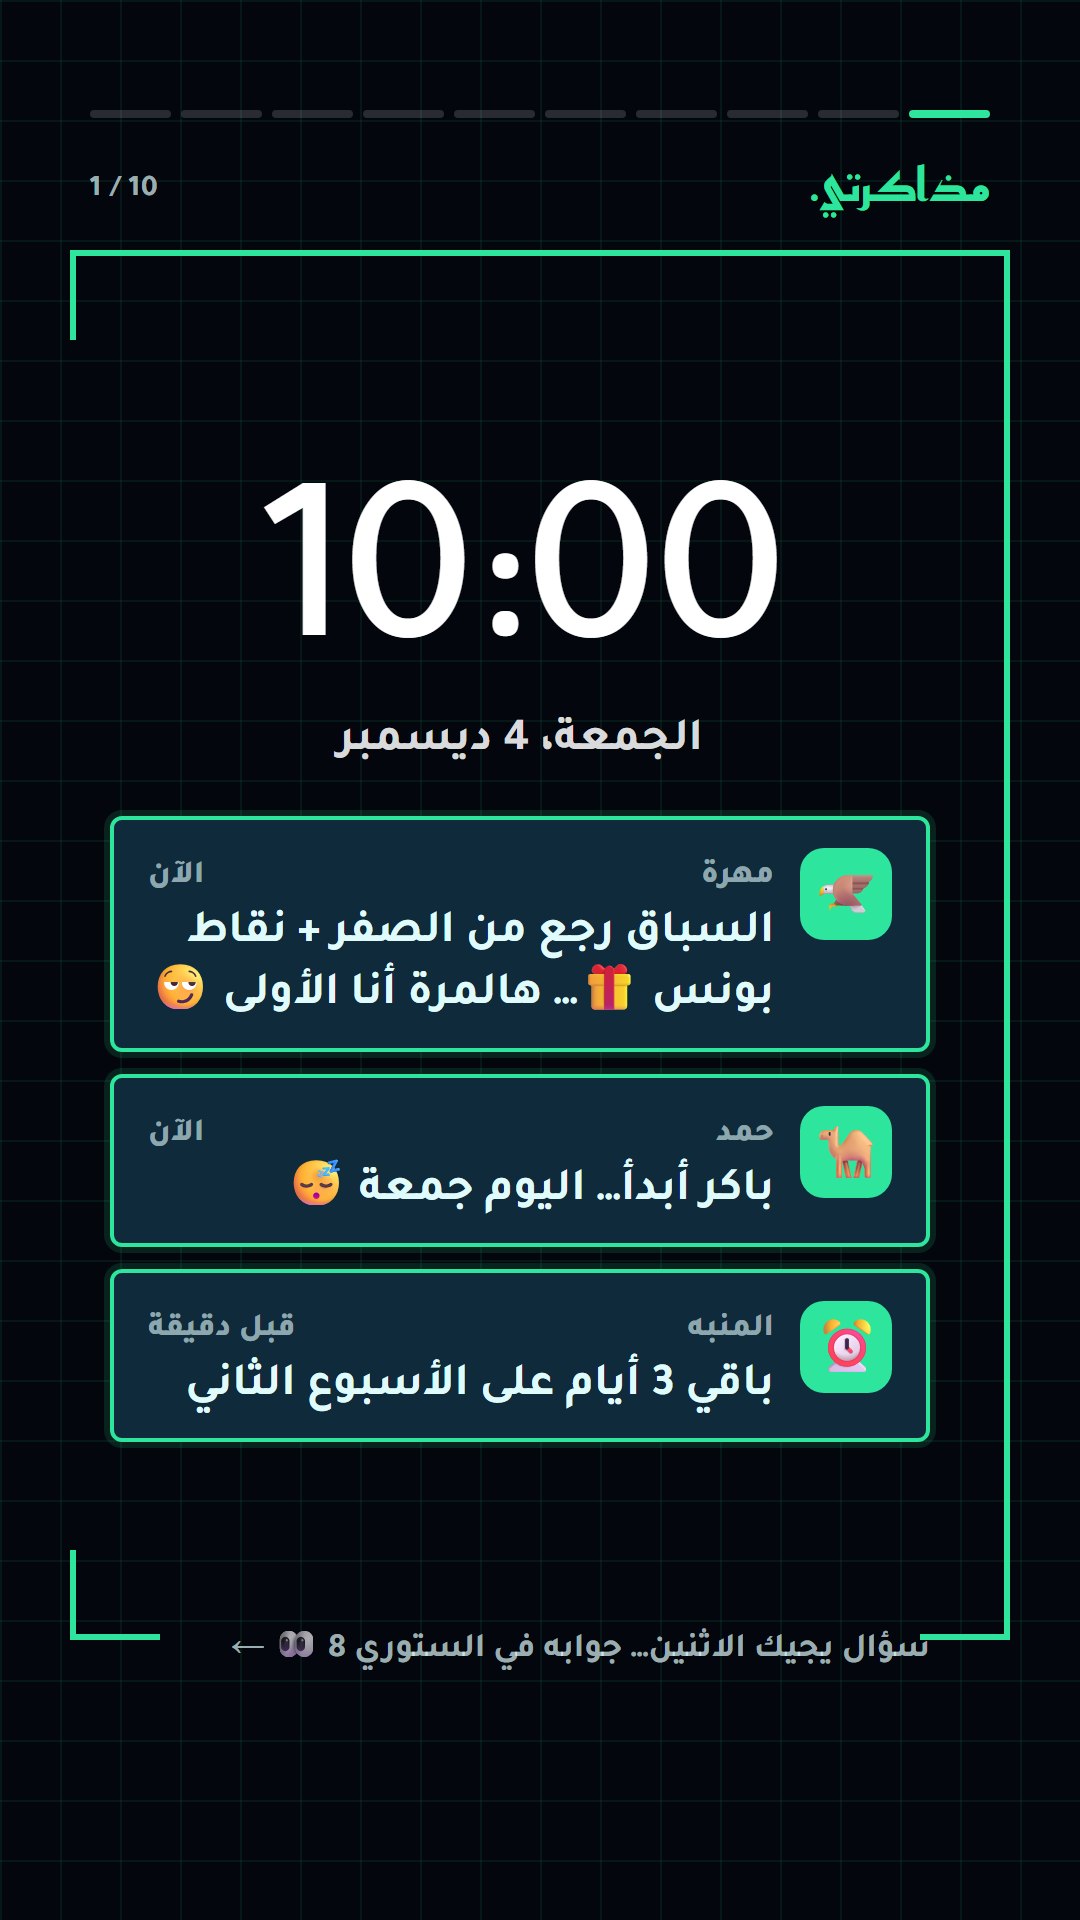 مذاكرتي.
1 / 10
10:00
الجمعة، 4 ديسمبر
مهرة
الآن
السباق رجع من الصفر + نقاط
بونس 🎁… هالمرة أنا الأولى 😏
حمد
الآن
باكر أبدأ… اليوم جمعة 😴
المنبه
قبل دقيقة
باقي 3 أيام على الأسبوع الثاني
سؤال يجيك الاثنين… جوابه في الستوري 8 👀 ←